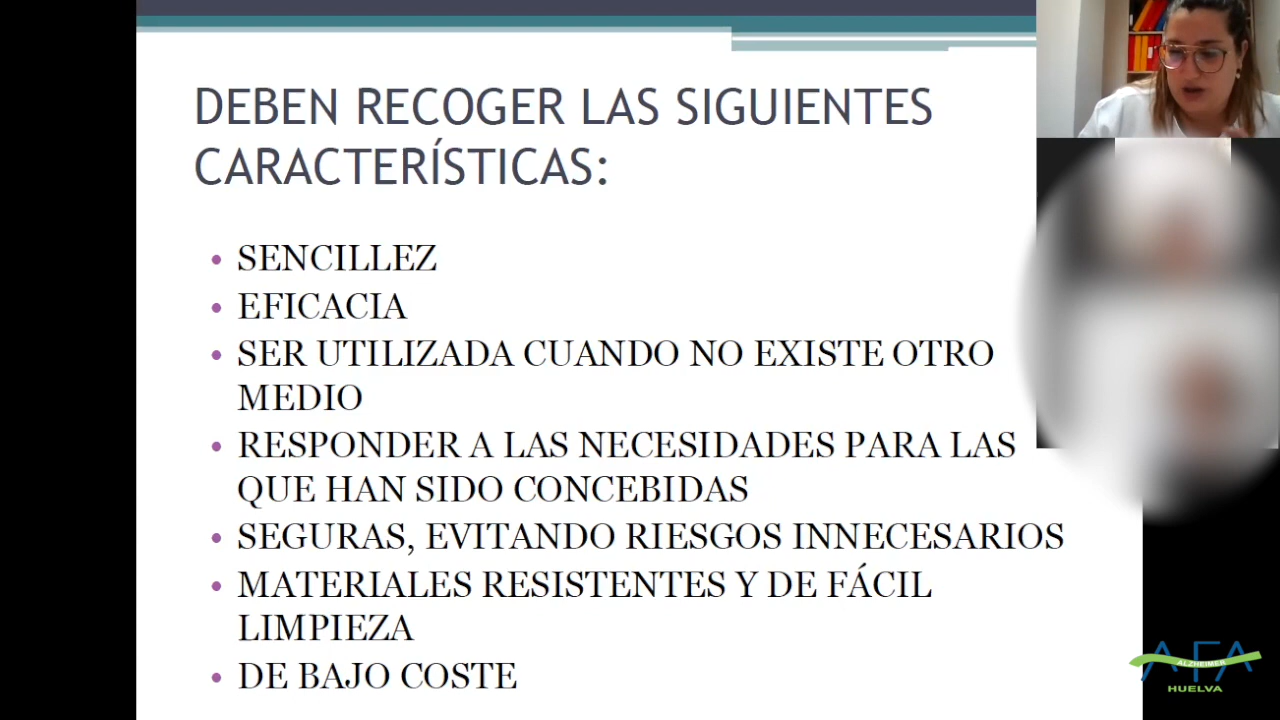 DEBEN RECOGER LAS SIGUIENTES
CARACTERÍSTICAS:
• SENCILLEZ
• EFICACIA
• SER UTILIZADA CUANDO NO EXISTE OTRO
MEDIO
• RESPONDER A LAS NECESIDADES PARA LAS
QUE HAN SIDO CONCEBIDAS
• SEGURAS, EVITANDO RIESGOS INNECESARIOS
• MATERIALES RESISTENTES Y DE FÁCIL
LIMPIEZA
• DE BAJO COSTE
AFA
ALZHEIMER
HUELVA